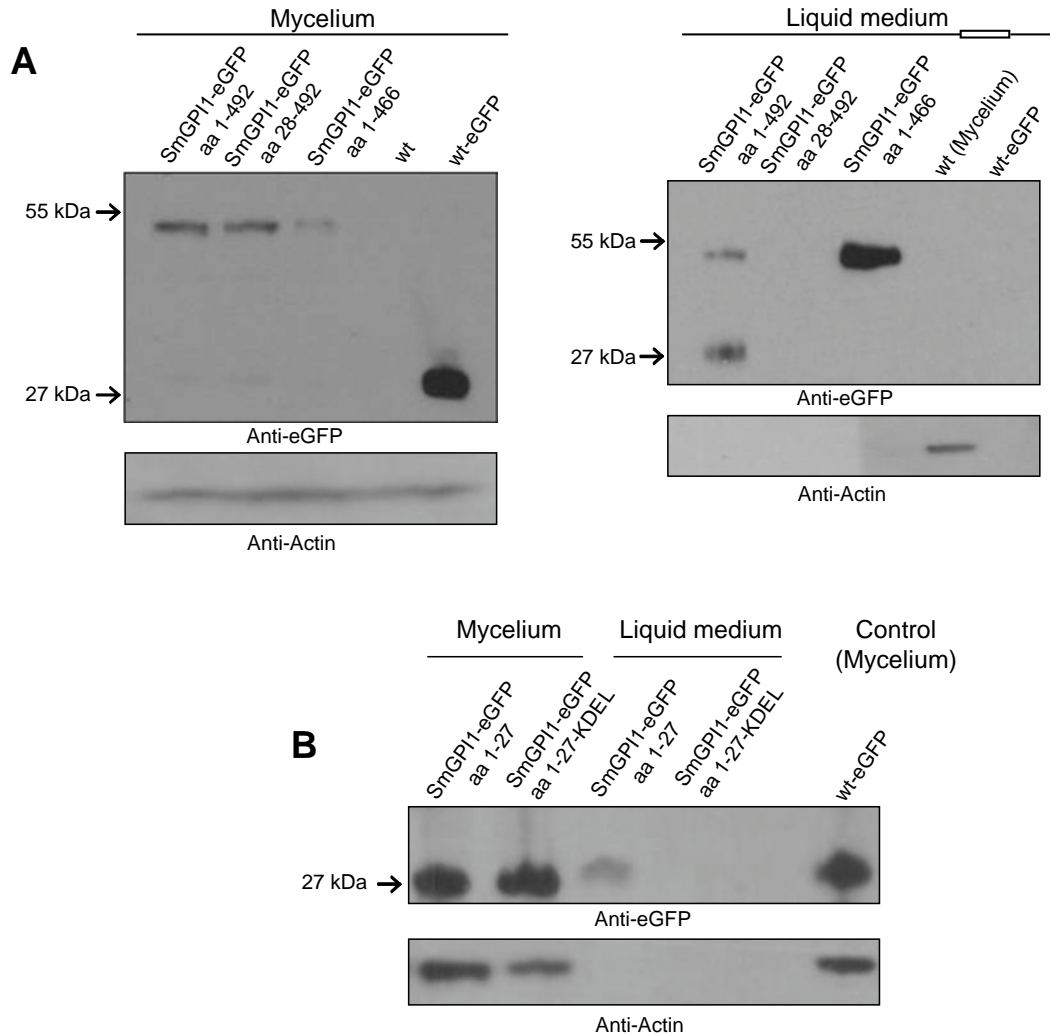 A
Mycelium
SmGPI1-eGFP
aa 1-492
SmGPI1-eGFP
aa 28-492
SmGPI1-eGFP
aa 1-466
wt
wt-eGFP
55 kDa
27 kDa
Anti-eGFP
Anti-Actin
Liquid medium
SmGPI1-eGFP
aa 1-492
SmGPI1-eGFP
aa 28-492
SmGPI1-eGFP
aa 1-466
wt (Mycelium)
wt-eGFP
55 kDa
27 kDa
Anti-eGFP
Anti-Actin
B
Mycelium
Liquid medium
Control
(Mycelium)
SmGPI1-eGFP
aa 1-27
SmGPI1-eGFP
aa 1-27-KDEL
SmGPI1-eGFP
aa 1-27
SmGPI1-eGFP
aa 1-27-KDEL
wt-eGFP
27 kDa
Anti-eGFP
Anti-Actin